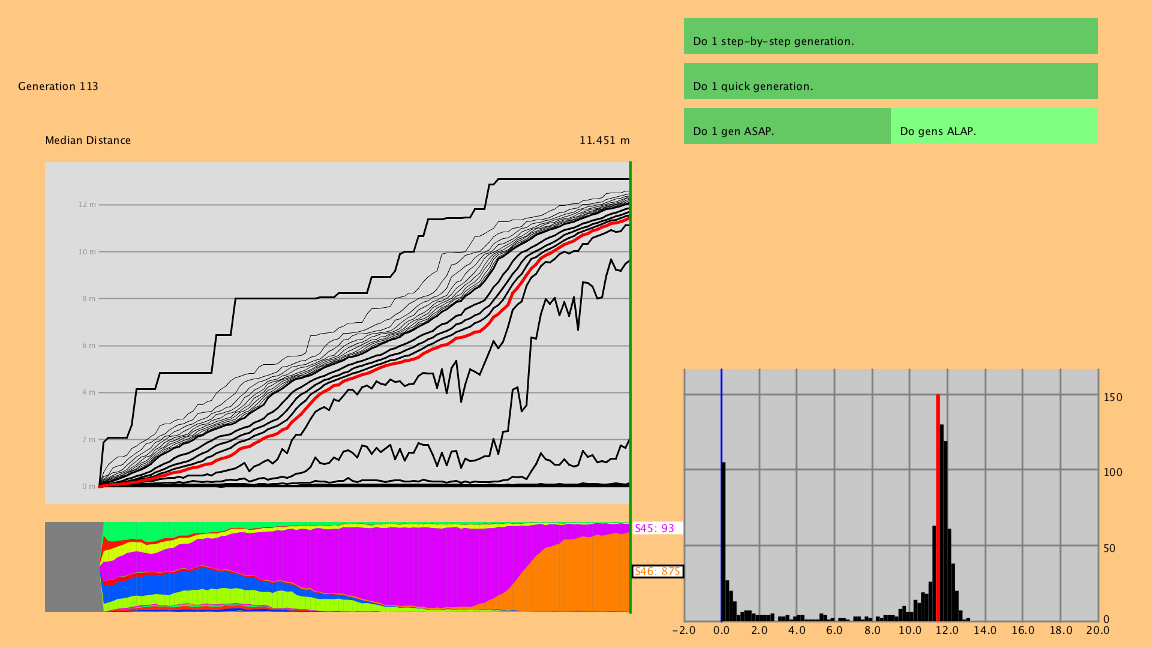 Do 1 step-by-step generation.
Generation 113
Do 1 quick generation.
Do 1 gen ASAP.
Do gens ALAP.
Median Distance
11.451 m
12 m
10 m
8 m
6 m
4 m
2 m
0 m
S45: 93
S46: 875
150
100
50
0
-2.0 0.0 2.0 4.0 6.0 8.0 10.0 12.0 14.0 16.0 18.0 20.0